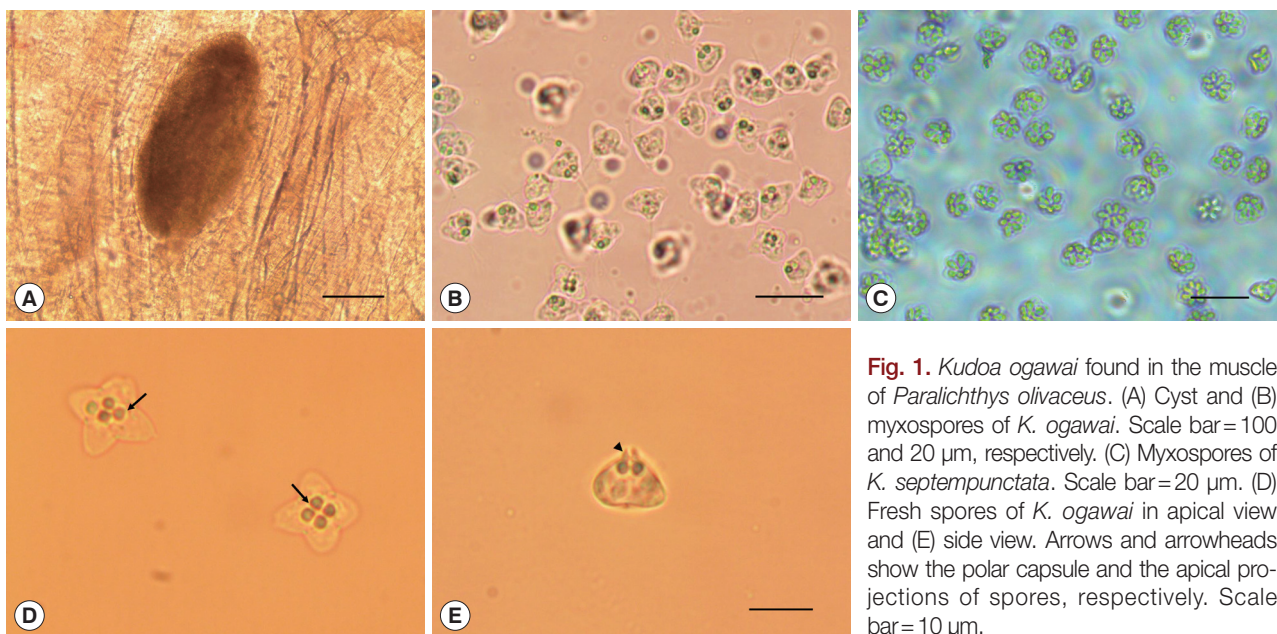 A
B
C
D
E
Fig. 1. Kudoa ogawai found in the muscle
of Paralichthys olivaceus. (A) Cyst and (B)
myxospores of K. ogawai. Scale bar=100
and 20 μm, respectively. (C) Myxospores of
K. septempunctata. Scale bar=20 μm. (D)
Fresh spores of K. ogawai in apical view
and (E) side view. Arrows and arrowheads
show the polar capsule and the apical pro-
jections of spores, respectively. Scale
bar=10 μm.